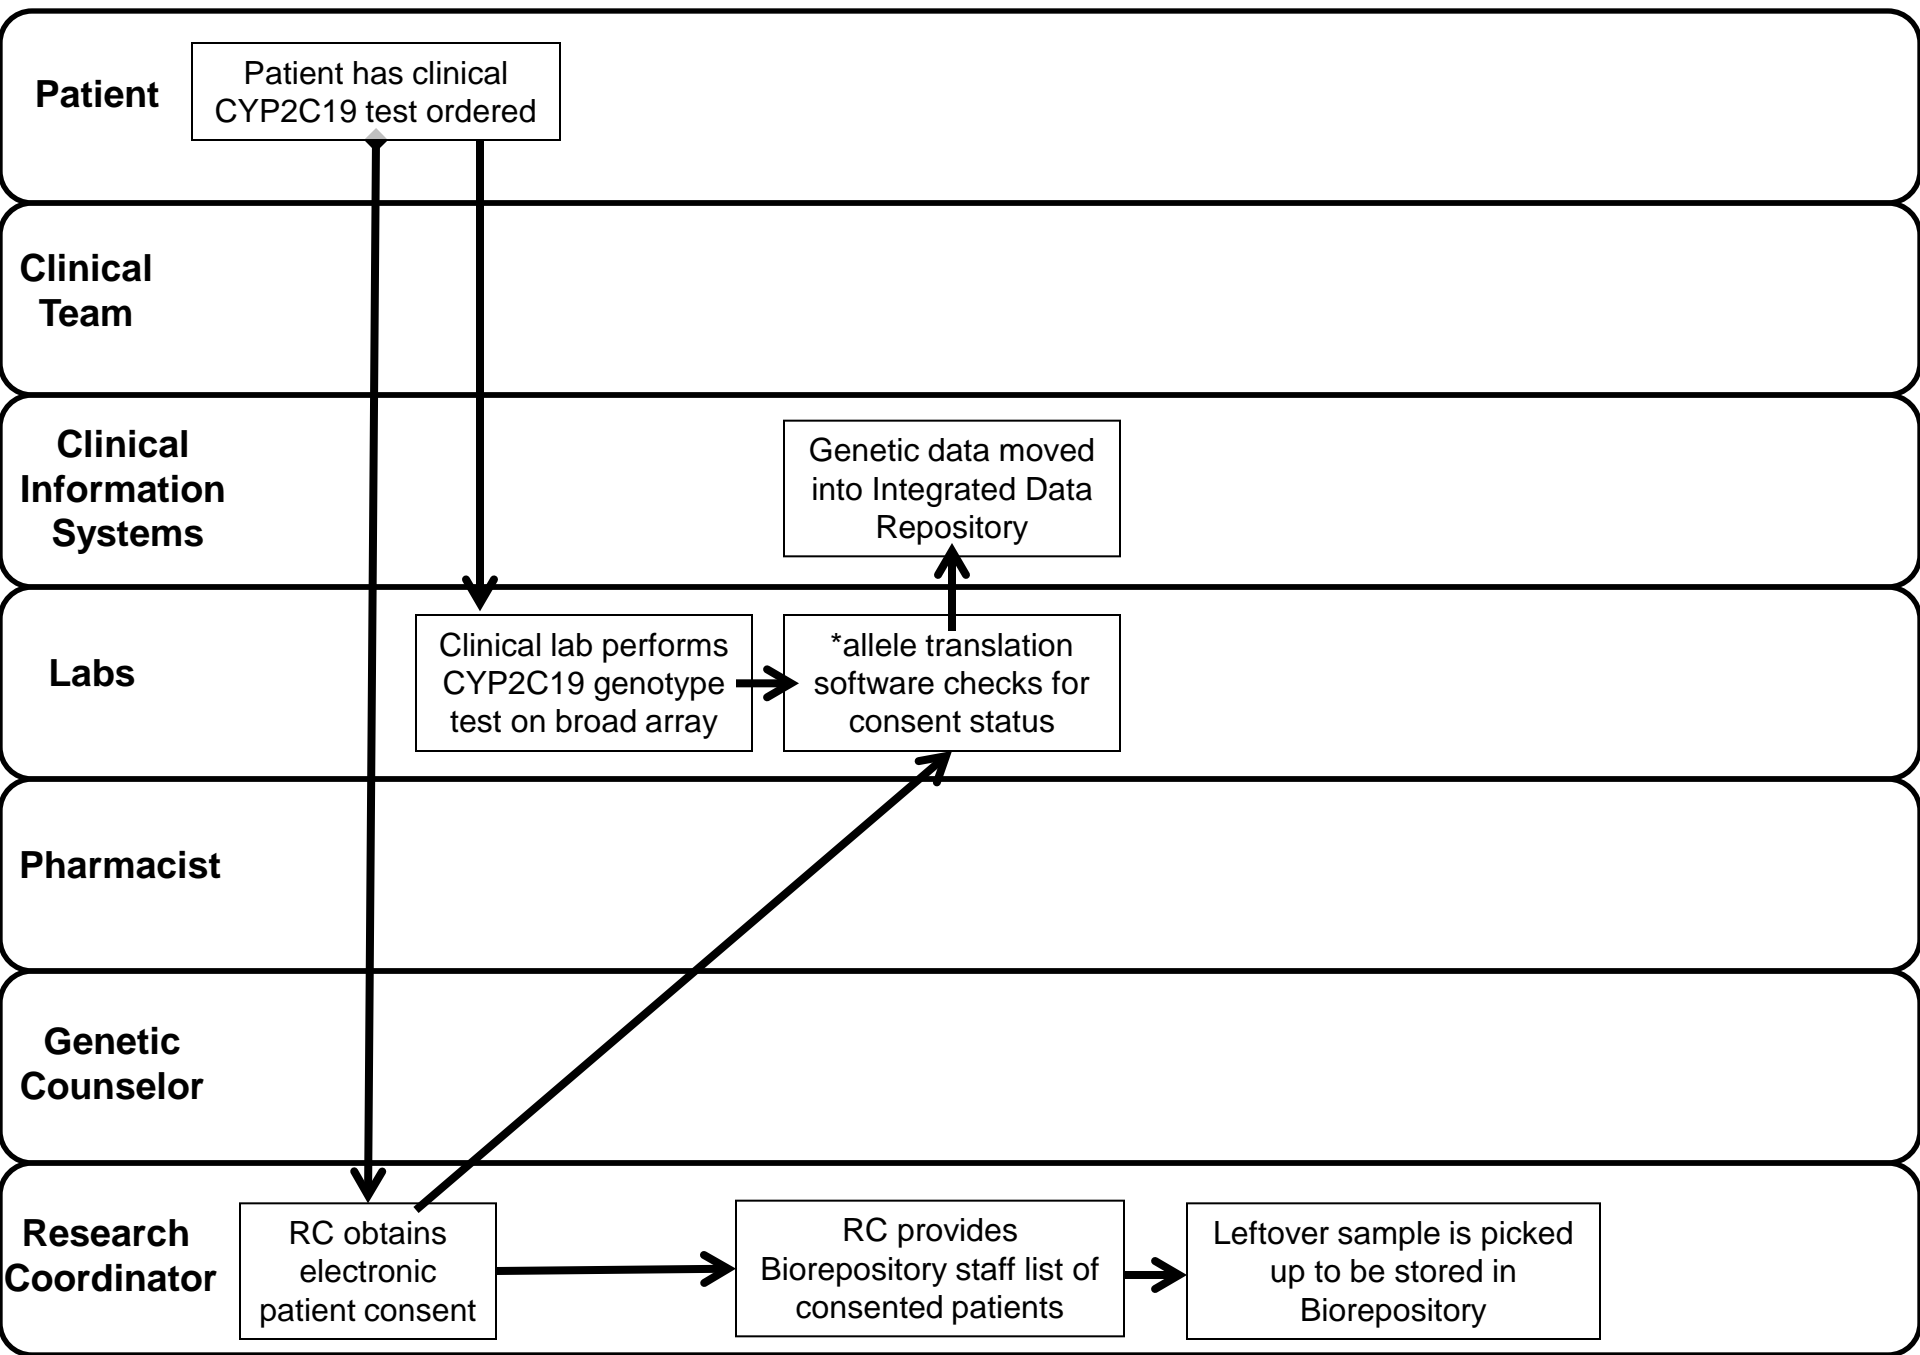 Patient
Patient has clinical
CYP2C19 test ordered
Clinical
Team
Clinical
Information
Systems
Genetic data moved
into Integrated Data
Repository
Labs
Clinical lab performs
CYP2C19 genotype
test on broad array
*allele translation
software checks for
consent status
Pharmacist
Genetic
Counselor
Research
Coordinator
RC obtains
electronic
patient consent
RC provides
Biorepository staff list of
consented patients
Leftover sample is picked
up to be stored in
Biorepository